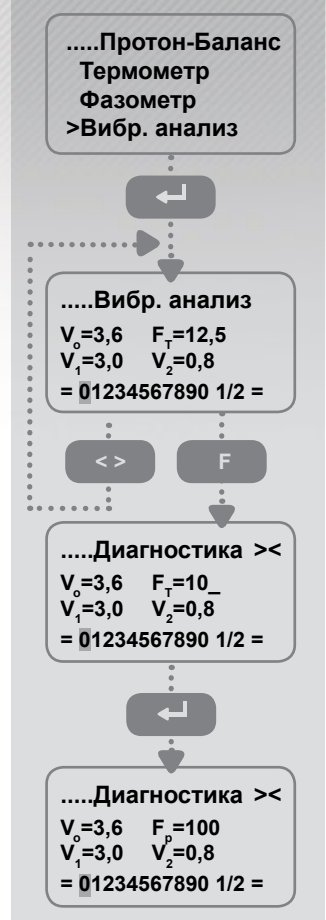 .....Протон-Баланс
Термометр
Фазометр
>Вибр. анализ
.....Вибр. анализ
Vo=3,6 FT=12,5
V1=3,0 V2=0,8
= 01234567890 1/2 =
< > F
.....Диагностика ><
Vo=3,6 FT=10_
V1=3,0 V2=0,8
= 01234567890 1/2 =
.....Диагностика ><
Vo=3,6 Fp=100
V1=3,0 V2=0,8
= 01234567890 1/2 =